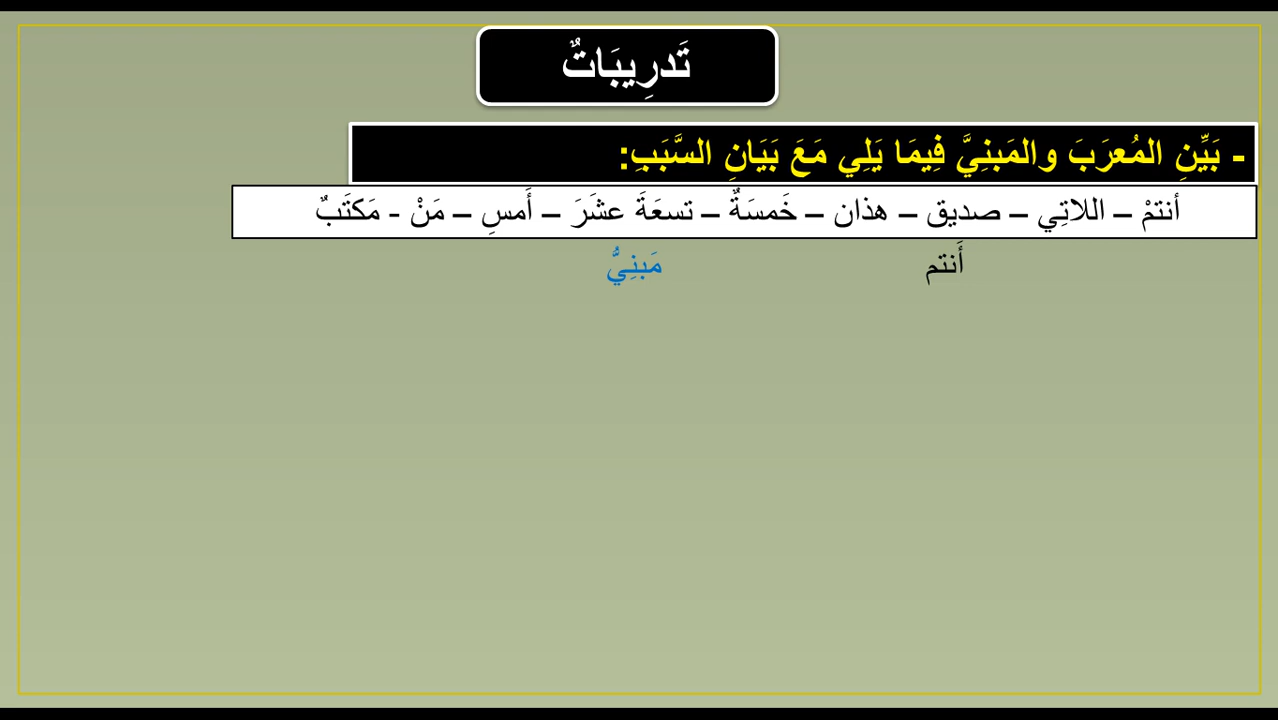 تَدرِيبَاتٌ
- بَيِّنِ المُعرَبَ والمَبنِيَّ فِيمَا يَلِي مَعَ بَيَانِ السَّبَبِ:
أنتمْ – اللاتِي – صديق – هذان – خَمسَةٌ – تسعَةَ عشَرَ – أَمسِ – مَنْ - مَكتَبٌ
أَنتم مَبنِيٌّ